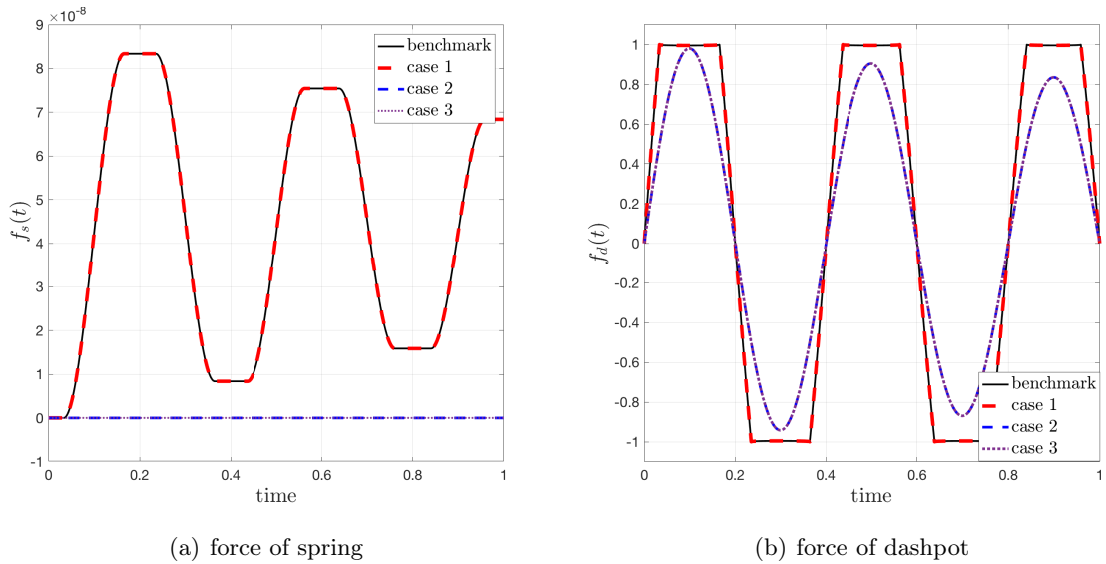 ×10⁻⁸
9
8
7
6
5
4
3
2
1
0
-1
0
0.2
0.4
0.6
0.8
1
f_s(t)
time
benchmark
case 1
case 2
case 3
(a) force of spring
1
0.8
0.6
0.4
0.2
0
-0.2
-0.4
-0.6
-0.8
-1
0
0.2
0.4
0.6
0.8
1
f_d(t)
time
benchmark
case 1
case 2
case 3
(b) force of dashpot